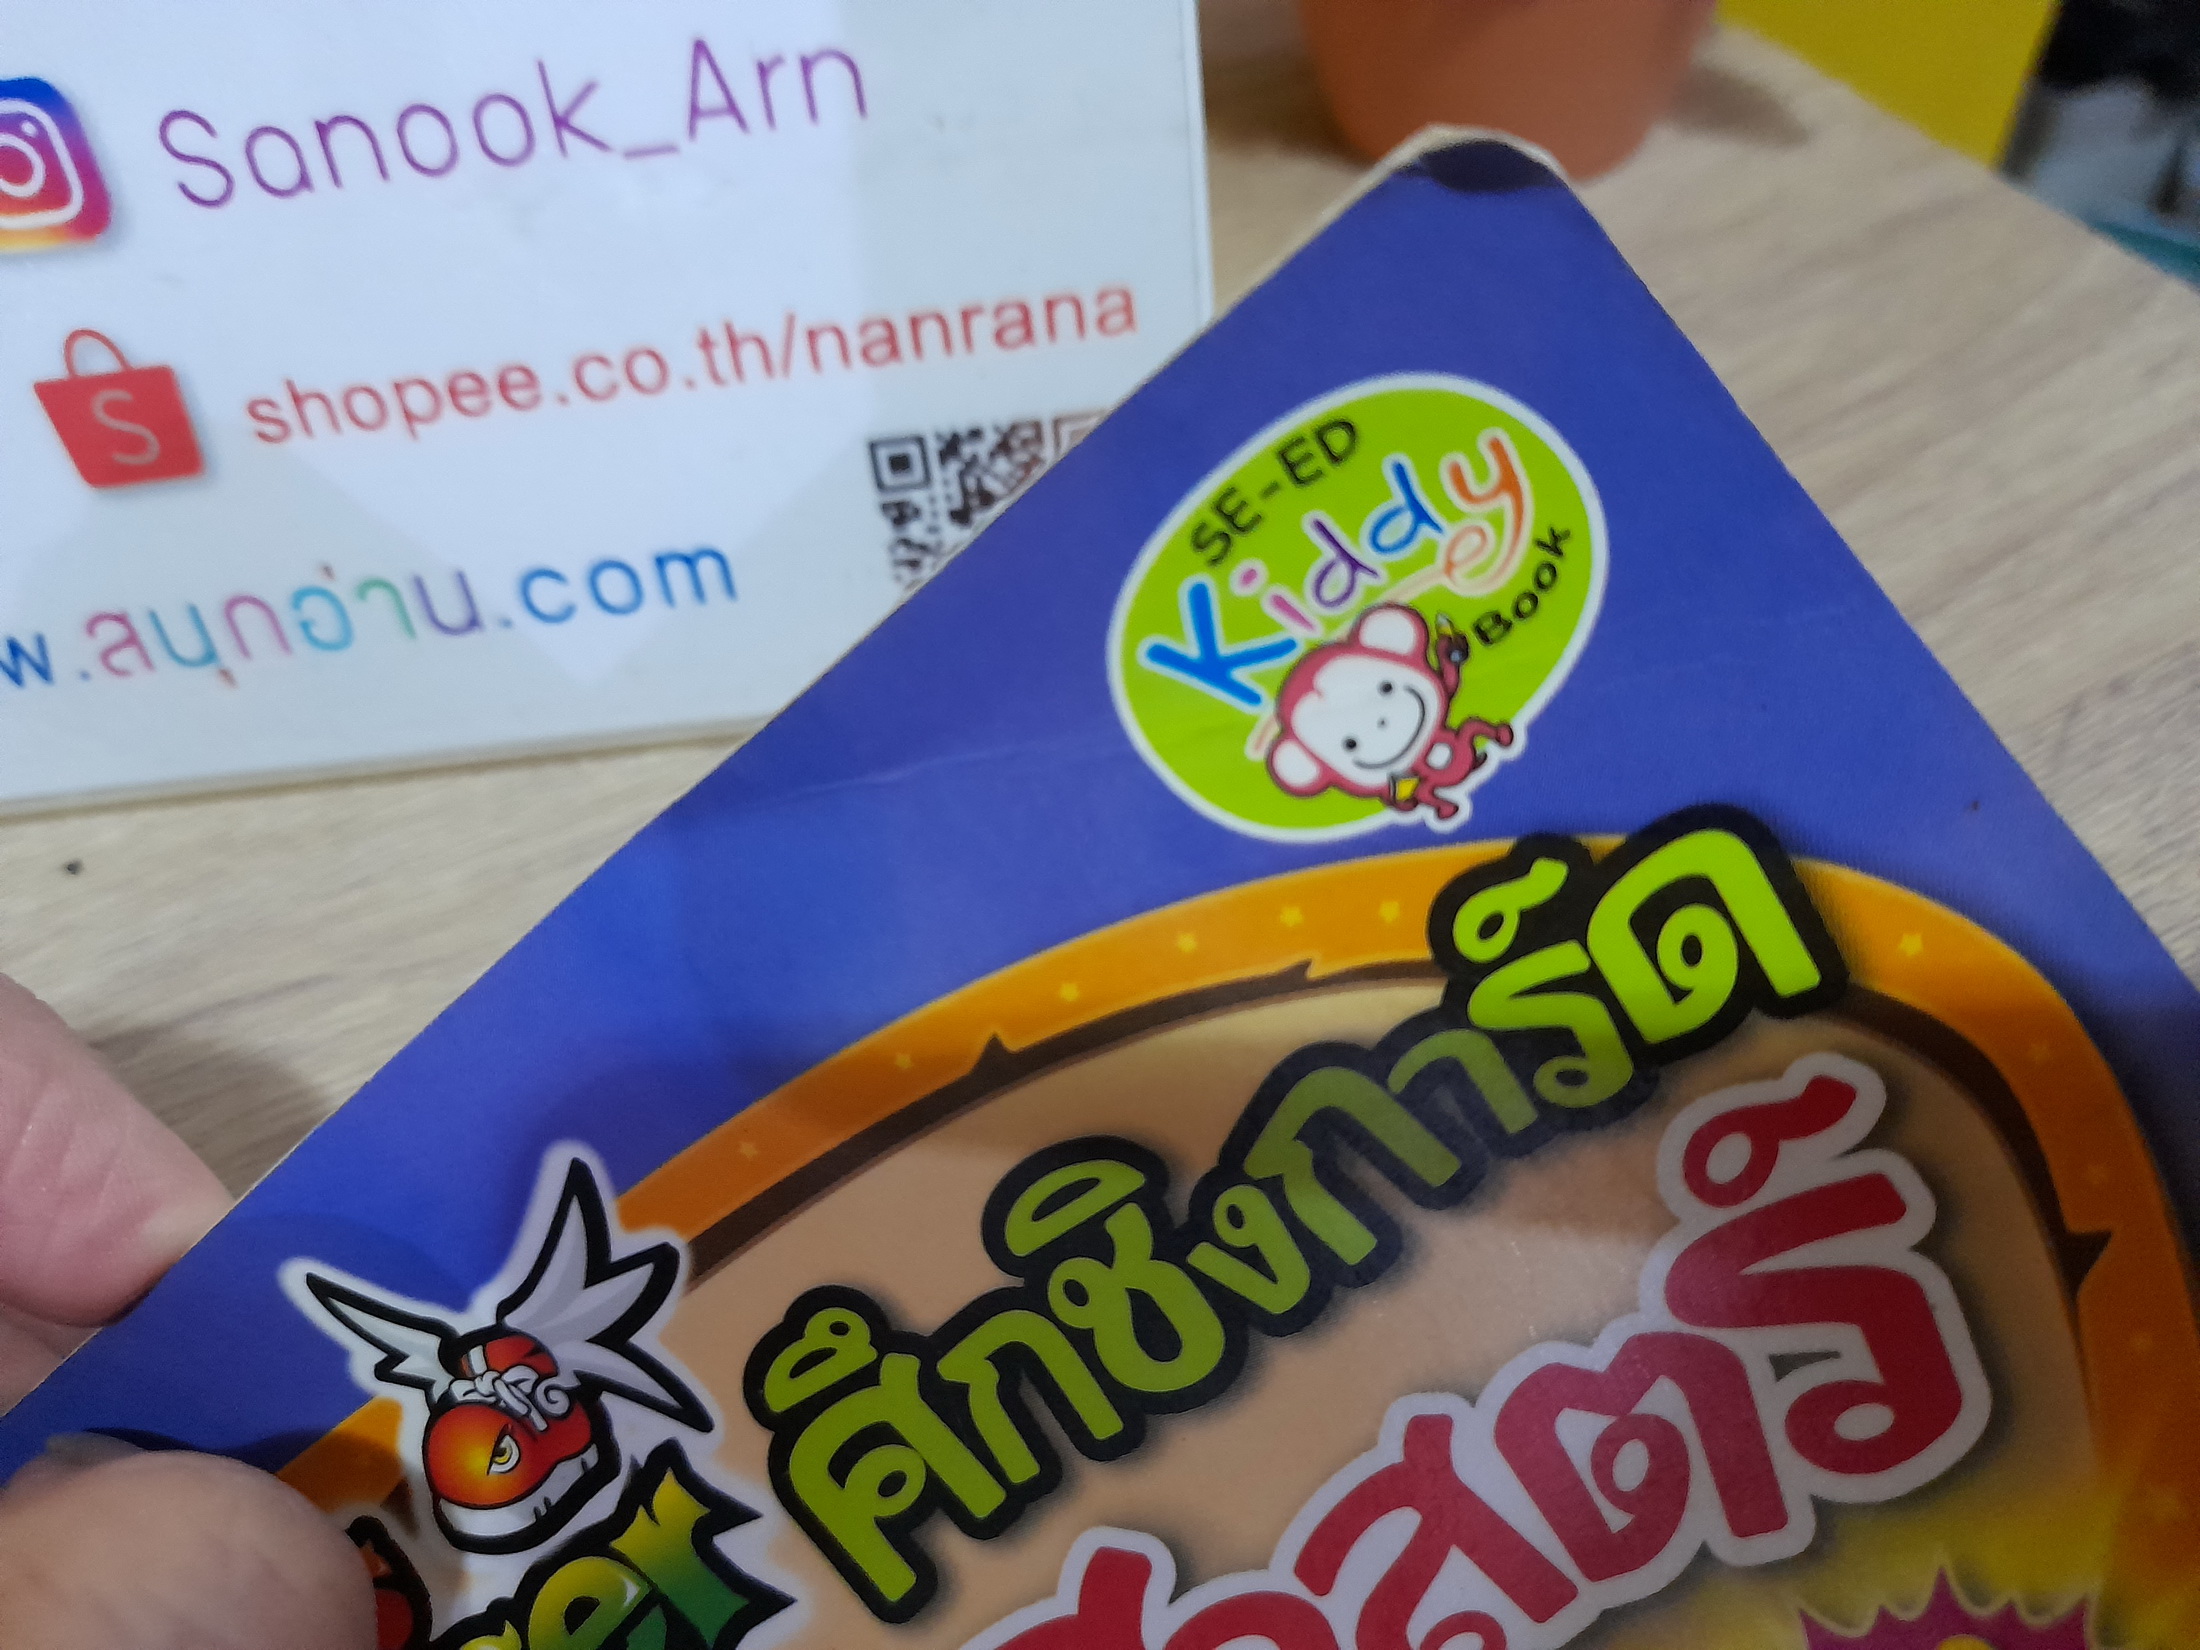 Sanook_Arn
shopee.co.th/nanrana
w.สนุกอ่าน.com
SE-ED
Kiddy
Book
ศึกชิงการ์ด